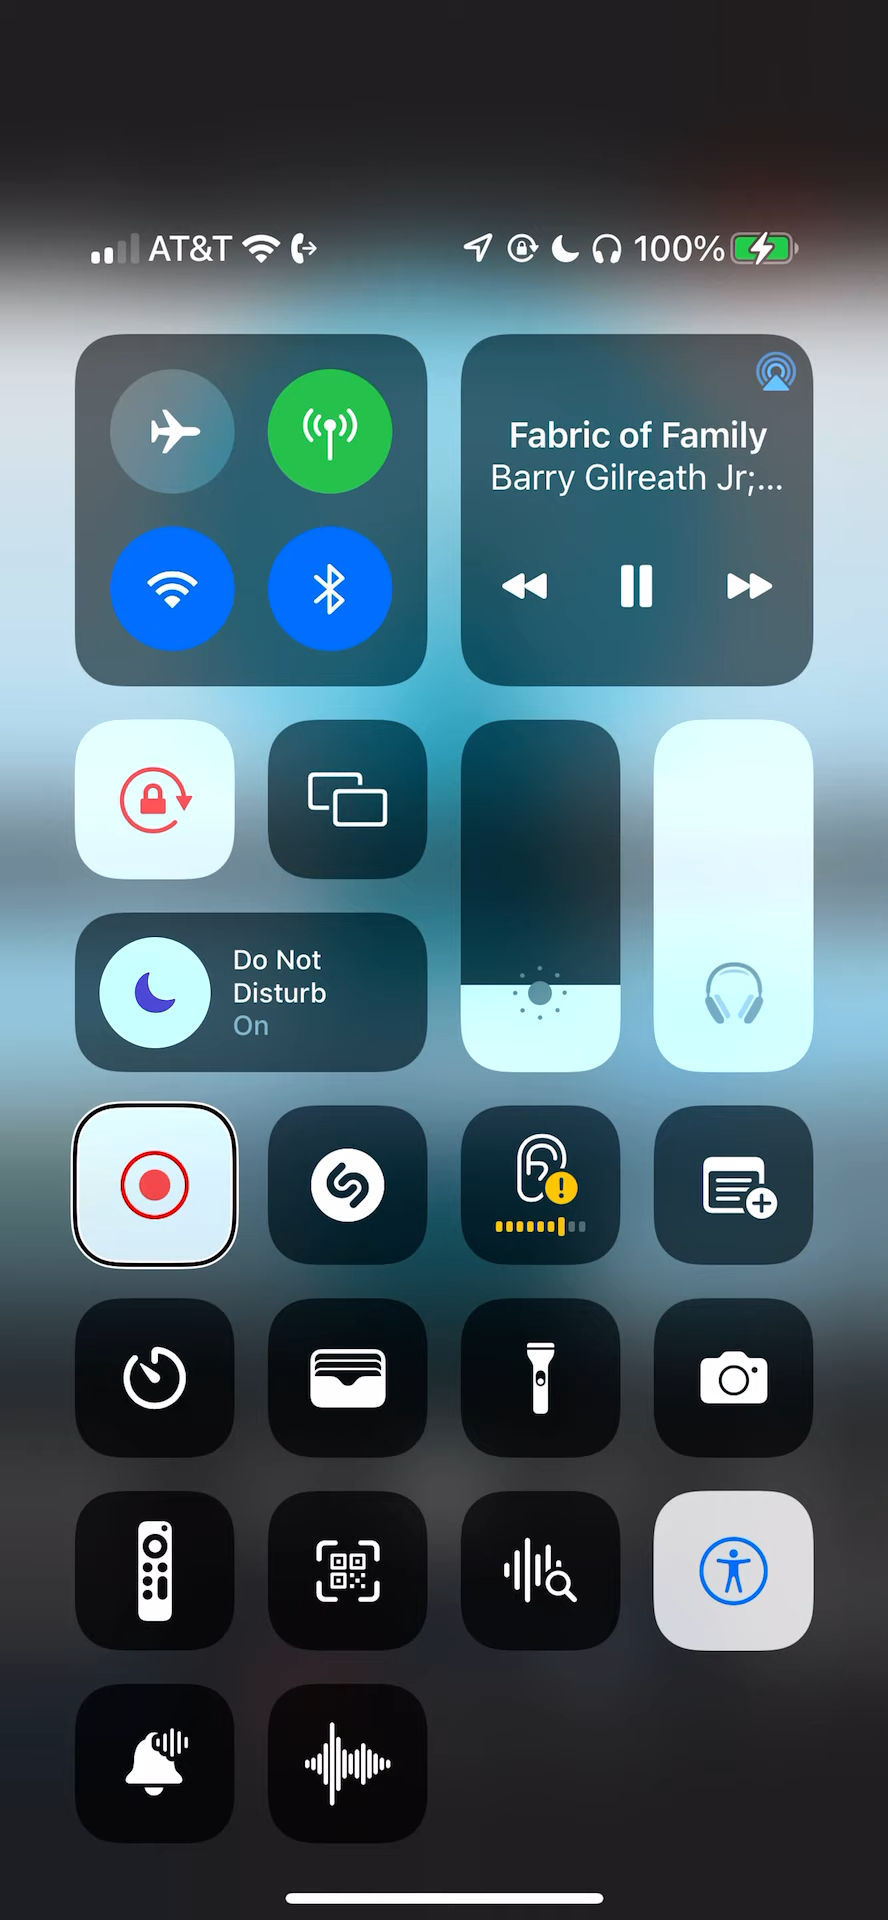 AT&T
100%
Fabric of Family
Barry Gilreath Jr;...
Do Not
Disturb
On